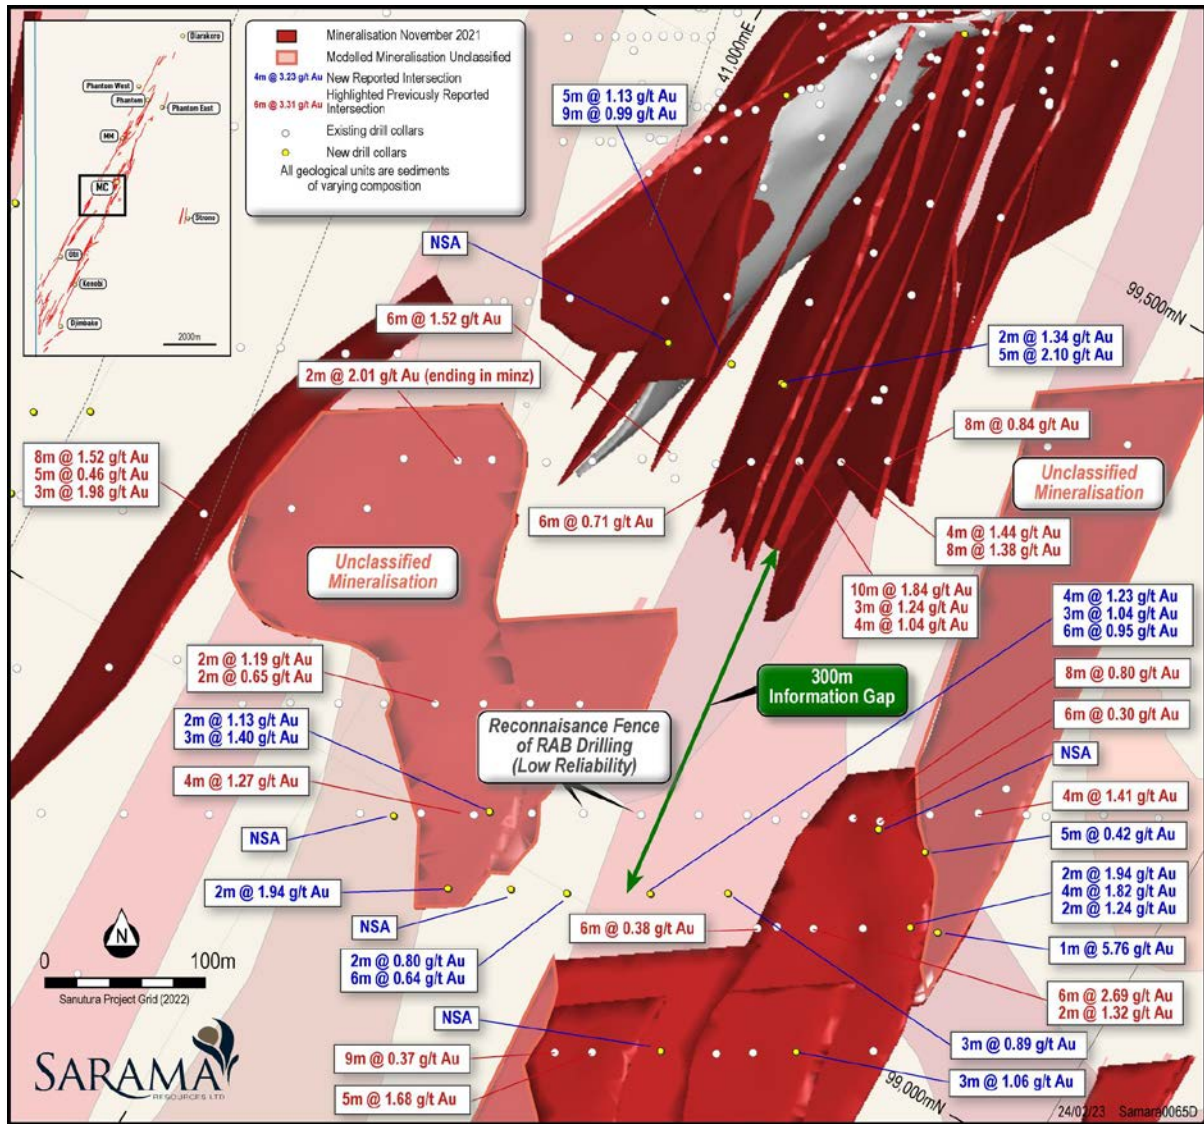 Diarakoro
Phantom West
Phantom
Phantom East
MM
MC
Obi
Kenobi
Djimbake
2000m
Mineralisation November 2021
Modelled Mineralisation Unclassified
4m @ 3.23 g/t Au New Reported Intersection
6m @ 3.31 g/t Au Highlighted Previously Reported
Intersection
Existing drill collars
New drill collars
All geological units are sediments
of varying composition
41,000mE
5m @ 1.13 g/t Au
9m @ 0.99 g/t Au
NSA
99,500mN
6m @ 1.52 g/t Au
2m @ 1.34 g/t Au
5m @ 2.10 g/t Au
2m @ 2.01 g/t Au (ending in minz)
8m @ 0.84 g/t Au
8m @ 1.52 g/t Au
5m @ 0.46 g/t Au
3m @ 1.98 g/t Au
Unclassified
Mineralisation
6m @ 0.71 g/t Au
4m @ 1.44 g/t Au
8m @ 1.38 g/t Au
Unclassified
Mineralisation
10m @ 1.84 g/t Au
3m @ 1.24 g/t Au
4m @ 1.04 g/t Au
4m @ 1.23 g/t Au
3m @ 1.04 g/t Au
6m @ 0.95 g/t Au
2m @ 1.19 g/t Au
2m @ 0.65 g/t Au
300m
Information Gap
8m @ 0.80 g/t Au
6m @ 0.30 g/t Au
2m @ 1.13 g/t Au
3m @ 1.40 g/t Au
Reconnaisance Fence
of RAB Drilling
(Low Reliability)
NSA
4m @ 1.27 g/t Au
4m @ 1.41 g/t Au
NSA
5m @ 0.42 g/t Au
2m @ 1.94 g/t Au
2m @ 1.94 g/t Au
4m @ 1.82 g/t Au
2m @ 1.24 g/t Au
NSA
6m @ 0.38 g/t Au
1m @ 5.76 g/t Au
N
0 100m
Sanutura Project Grid (2022)
2m @ 0.80 g/t Au
6m @ 0.64 g/t Au
6m @ 2.69 g/t Au
2m @ 1.32 g/t Au
NSA
3m @ 0.89 g/t Au
9m @ 0.37 g/t Au
3m @ 1.06 g/t Au
5m @ 1.68 g/t Au
SARAMA
RESOURCES LTD
99,000mN
24/02/23 Samara0065D